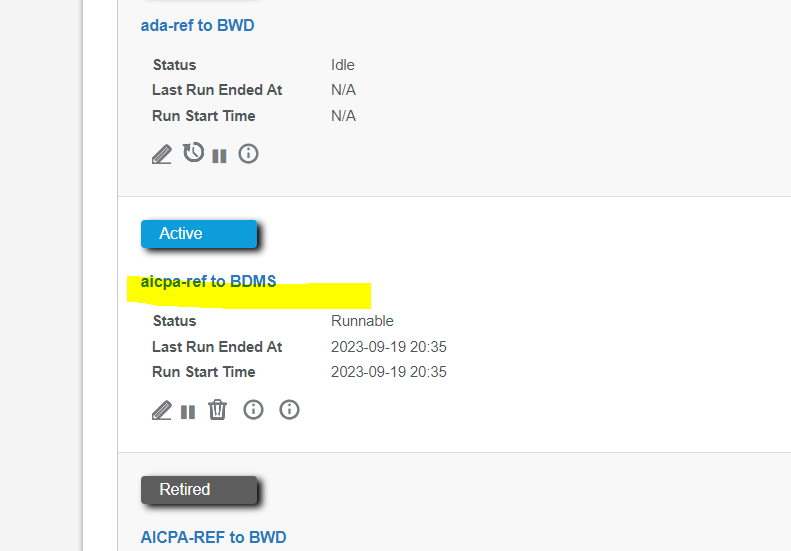 ada-ref to BWD
Status Idle
Last Run Ended At N/A
Run Start Time N/A
Active
aicpa-ref to BDMS
Status Runnable
Last Run Ended At 2023-09-19 20:35
Run Start Time 2023-09-19 20:35
Retired
AICPA-REF to BWD